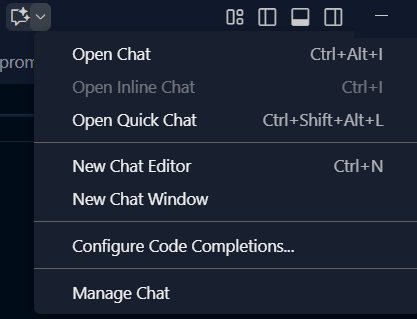 prom
Open Chat Ctrl+Alt+I
Open Inline Chat Ctrl+I
Open Quick Chat Ctrl+Shift+Alt+L
New Chat Editor Ctrl+N
New Chat Window
Configure Code Completions...
Manage Chat